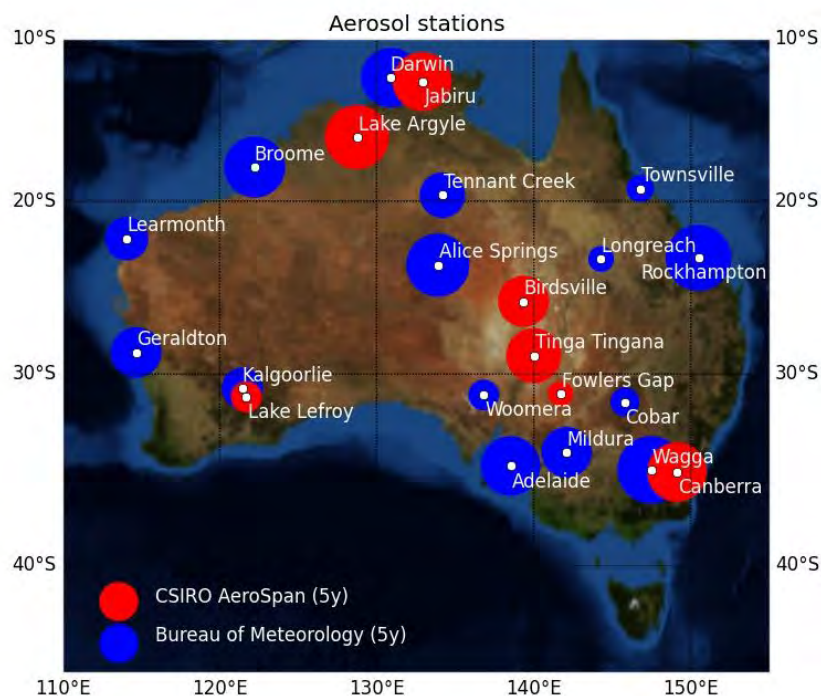 Aerosol stations
10°S
10°S
Darwin
Jabiru
Lake Argyle
Broome
Townsville
Tennant Creek
20°S
20°S
Learmonth
Alice Springs
Longreach
Rockhampton
Birdsville
Geraldton
Tinga Tingana
30°S
30°S
Kalgoorlie
Fowlers Gap
Lake Lefroy
Woomera
Cobar
Mildura
Wagga
Adelaide
Canberra
40°S
40°S
CSIRO AeroSpan (5y)
Bureau of Meteorology (5y)
110°E
120°E
130°E
140°E
150°E